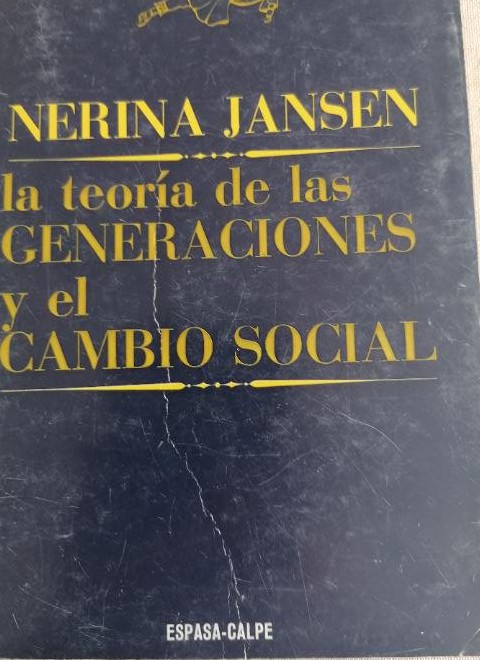 NERINA JANSEN
la teoría de las
GENERACIONES
y el
CAMBIO SOCIAL
ESPASA-CALPE